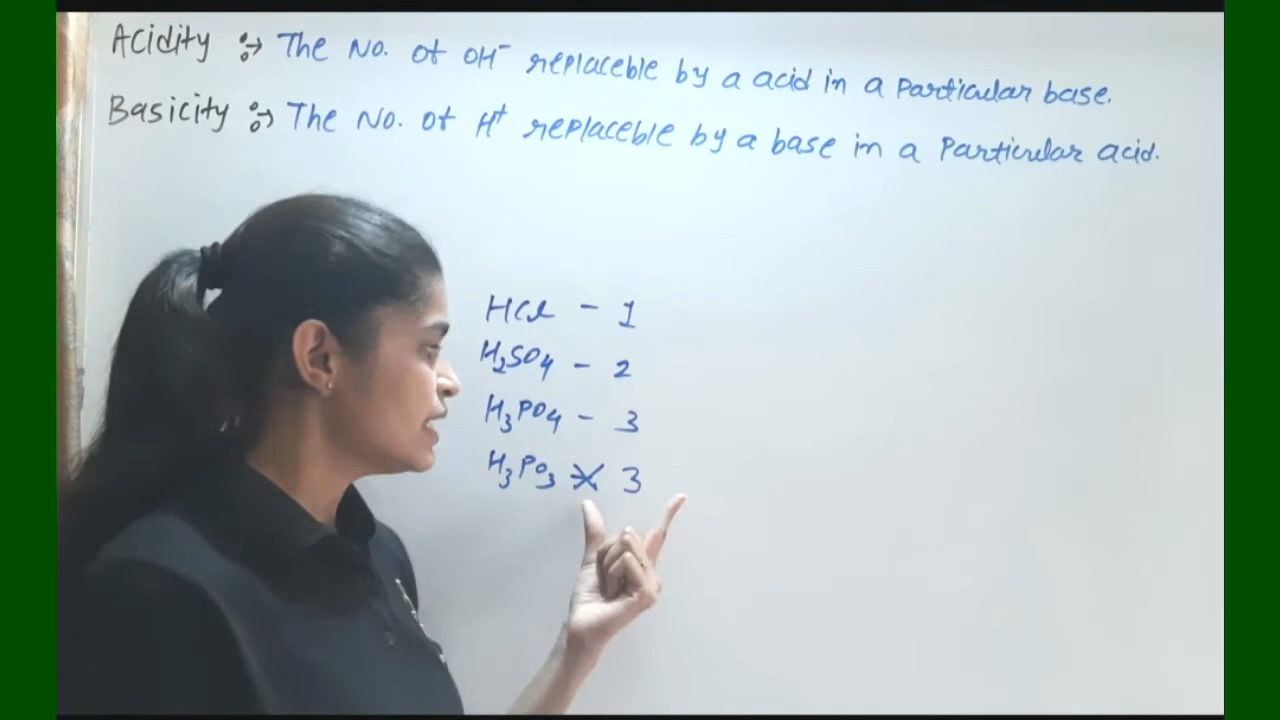 Acidity :→ The No. of OH⁻ replaceble by a acid in a particular base.
Basicity :→ The No. of H⁺ replaceble by a base in a particular acid.
HCl - 1
H₂SO₄ - 2
H₃PO₄ - 3
H₃PO₃ ✗ 3